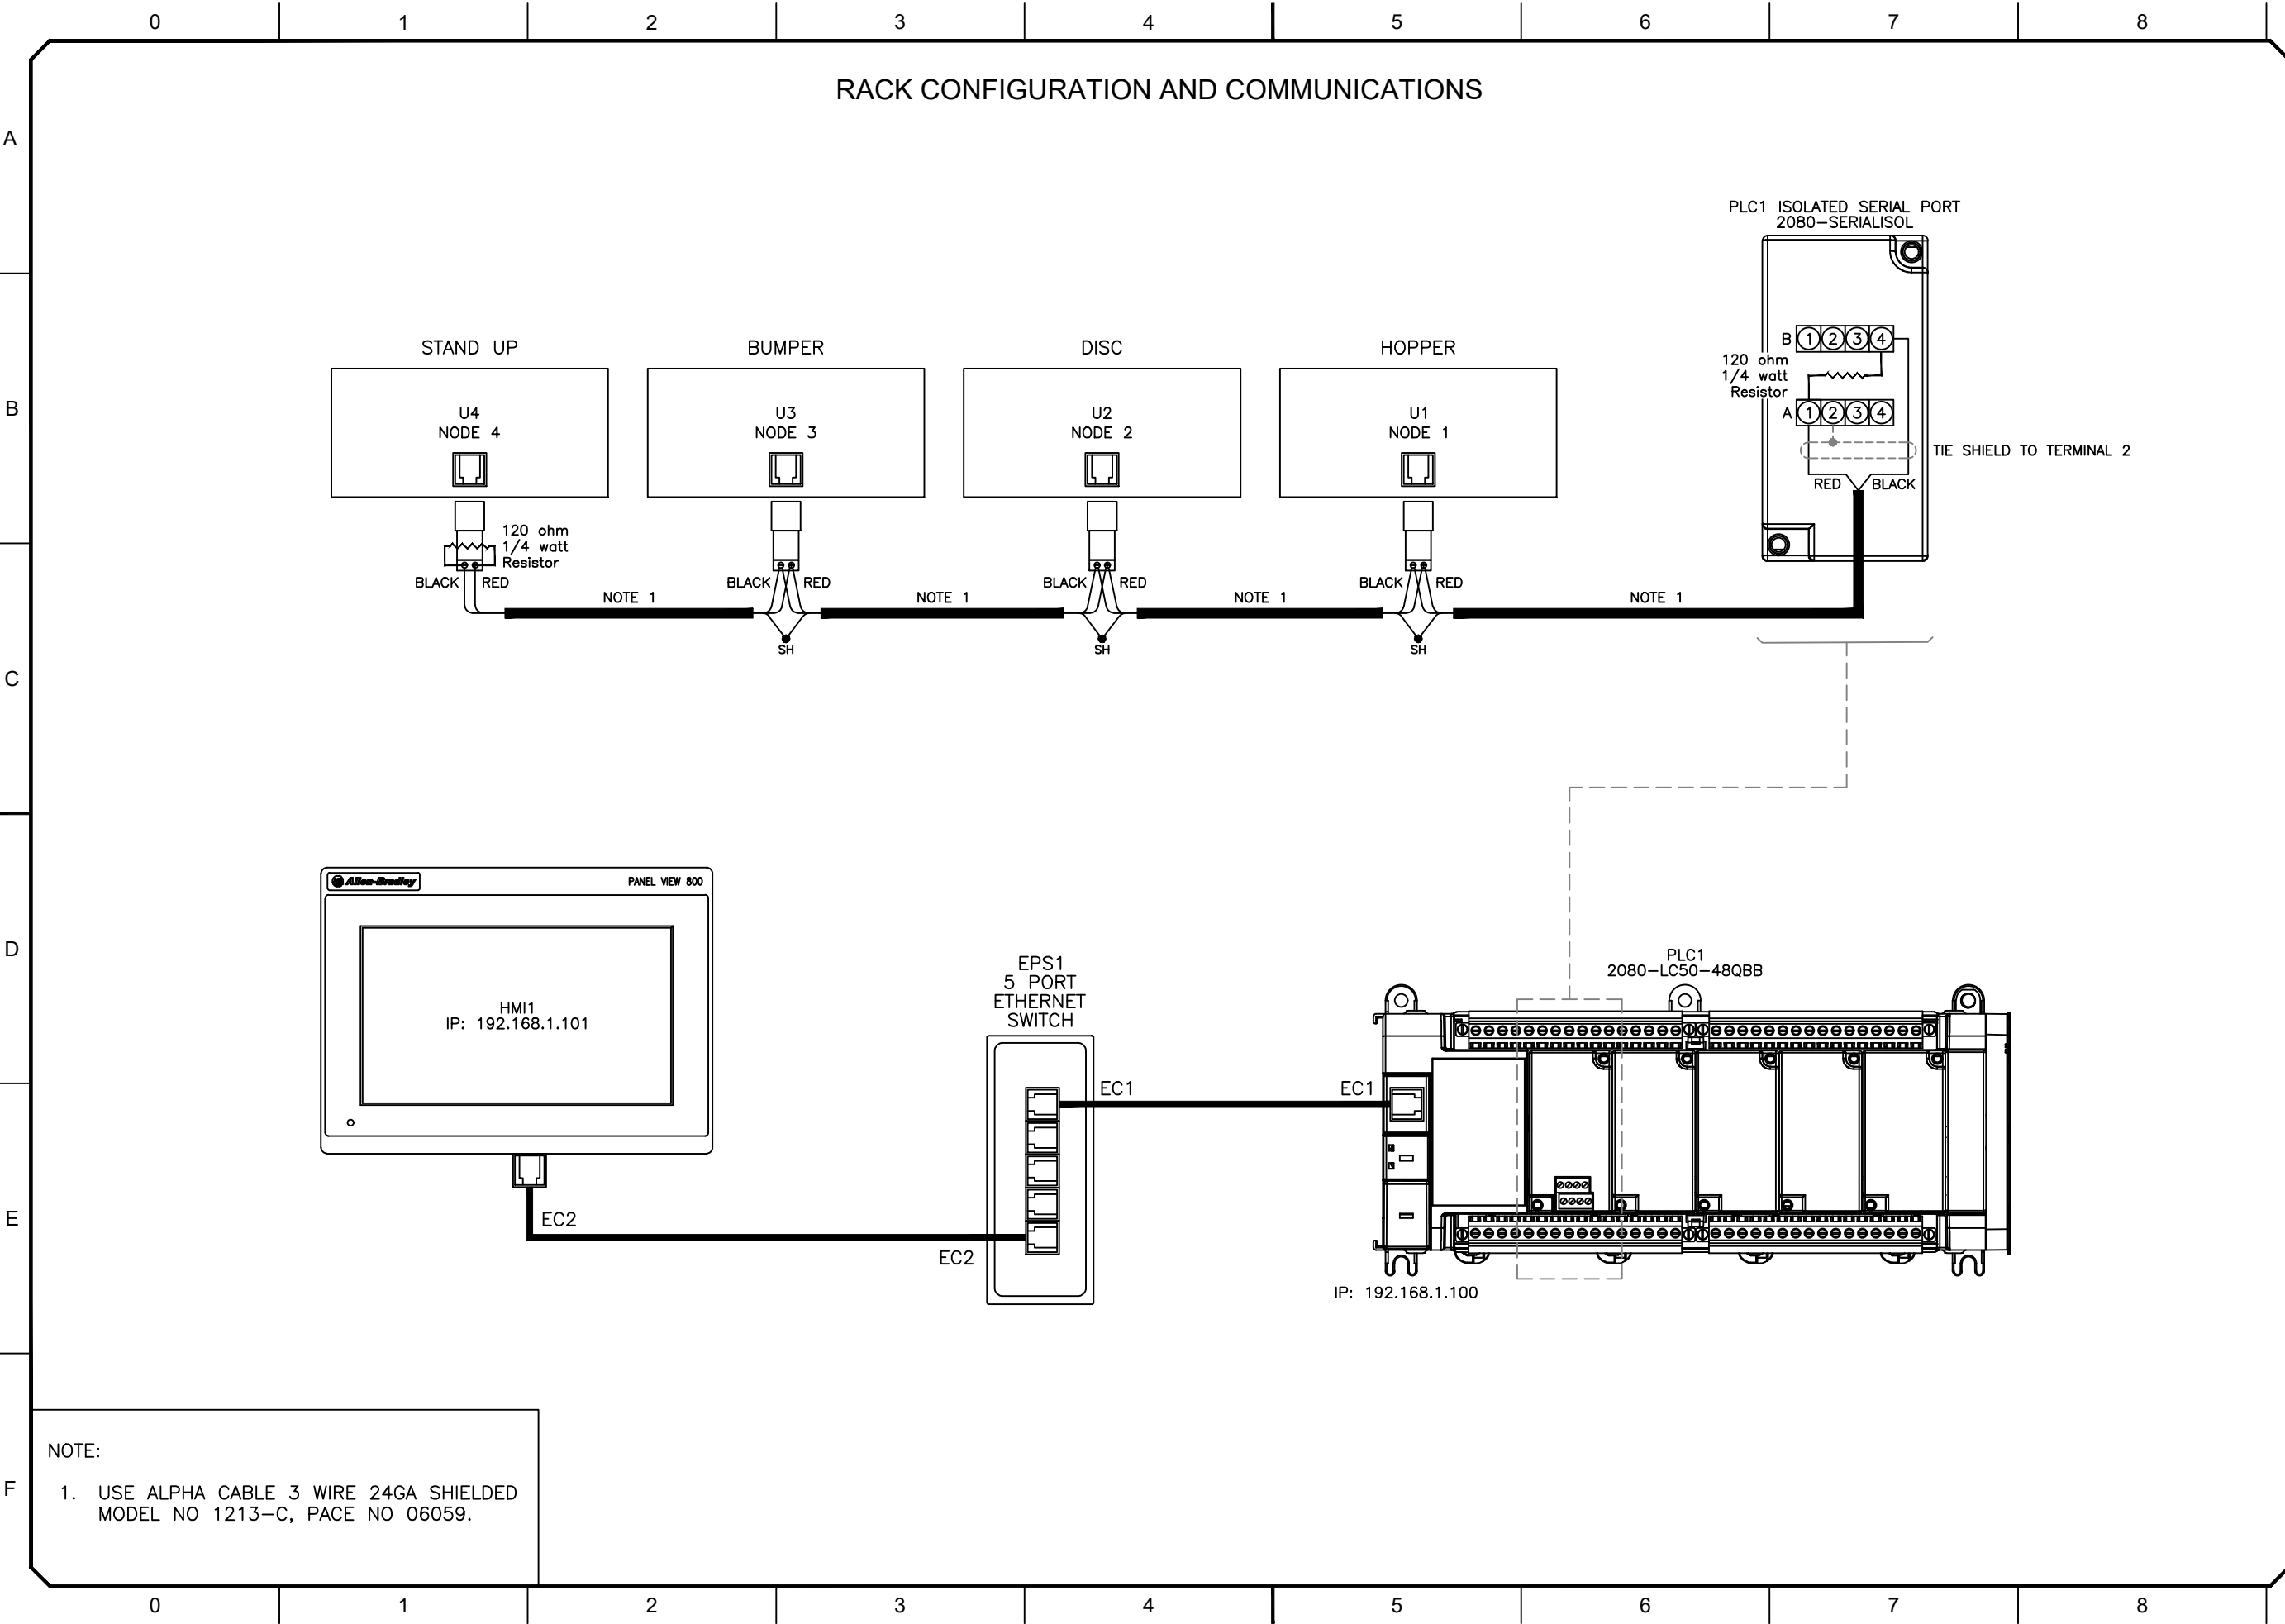 0 1 2 3 4 5 6 7 8
RACK CONFIGURATION AND COMMUNICATIONS
A
PLC1 ISOLATED SERIAL PORT
2080-SERIALISOL
B 1 2 3 4
120 ohm
1/4 watt
Resistor
A 1 2 3 4
TIE SHIELD TO TERMINAL 2
RED BLACK
STAND UP
U4
NODE 4
BUMPER
U3
NODE 3
DISC
U2
NODE 2
HOPPER
U1
NODE 1
B
120 ohm
1/4 watt
Resistor
BLACK RED
BLACK RED
BLACK RED
BLACK RED
NOTE 1
NOTE 1
NOTE 1
NOTE 1
SH
SH
SH
C
Allen-Bradley
PANEL VIEW 800
HMI1
IP: 192.168.1.101
D
EPS1
5 PORT
ETHERNET
SWITCH
PLC1
2080-LC50-48QBB
EC1
EC1
EC2
EC2
IP: 192.168.1.100
E
NOTE:
1. USE ALPHA CABLE 3 WIRE 24GA SHIELDED
MODEL NO 1213-C, PACE NO 06059.
F
0 1 2 3 4 5 6 7 8